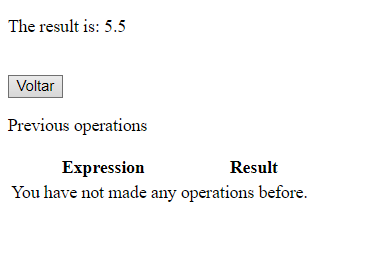 The result is: 5.5
Voltar
Previous operations
Expression Result
You have not made any operations before.